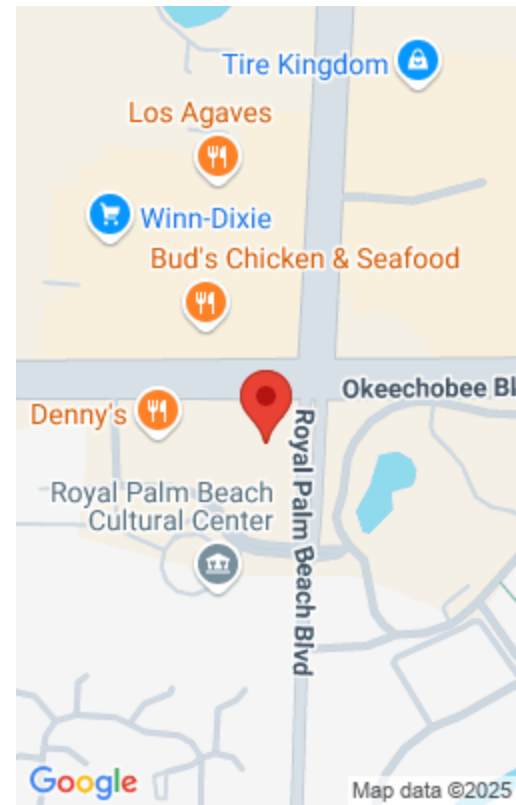 Tire Kingdom
Los Agaves
Winn-Dixie
Bud's Chicken & Seafood
Okeechobee Bl
Denny's
Royal Palm Beach Blvd
Royal Palm Beach
Cultural Center
Google
Map data ©2025